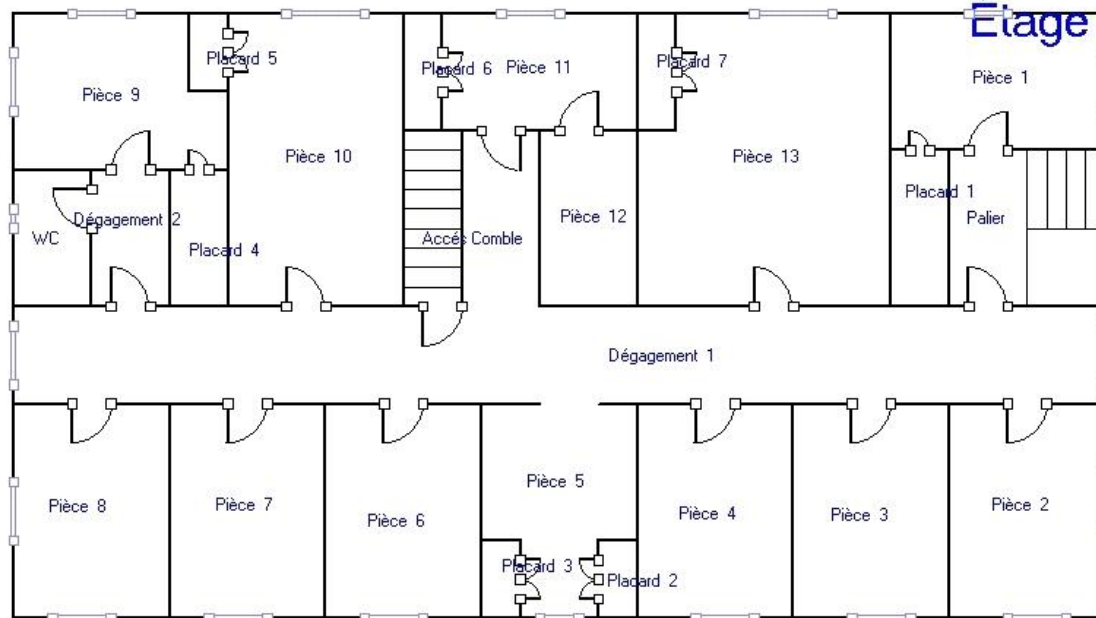 Etage
Placard 5
Placard 6
Pièce 11
Placard 7
Pièce 1
Pièce 9
Pièce 10
Pièce 13
Placard 1
Pièce 12
Palier
Dégagement 2
WC
Placard 4
Accés Comble
Dégagement 1
Pièce 8
Pièce 7
Pièce 6
Pièce 5
Pièce 4
Pièce 3
Pièce 2
Placard 3
Placard 2